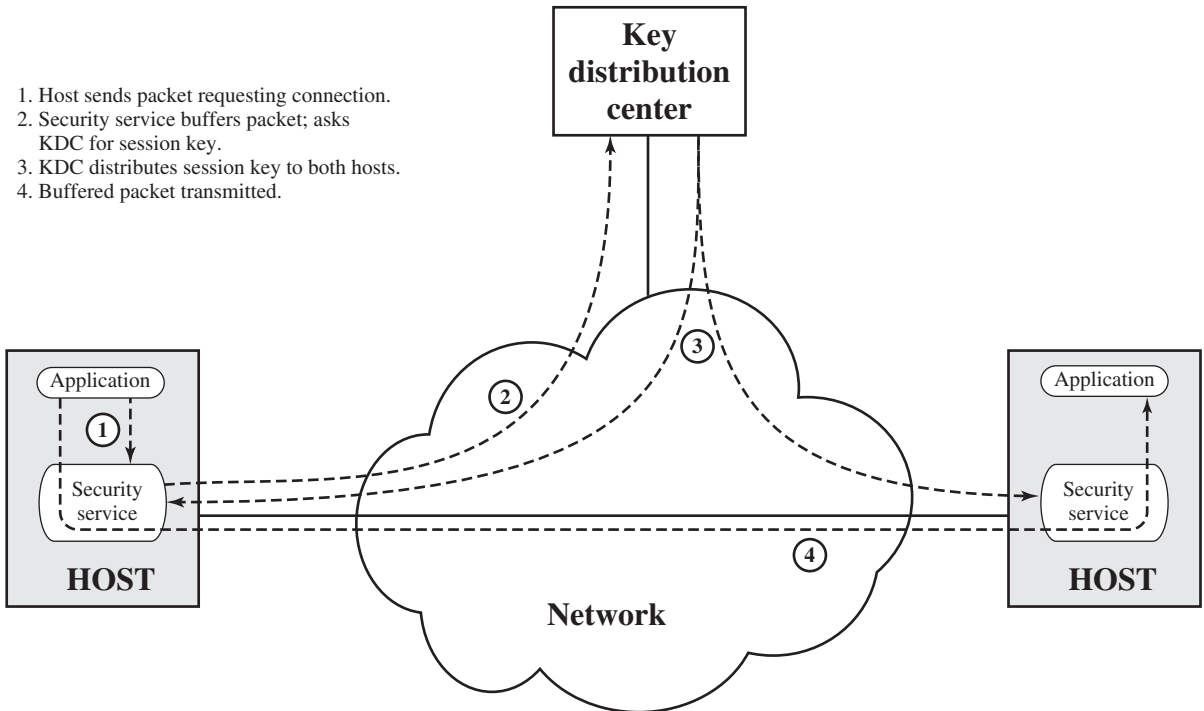 Key
distribution
center
1. Host sends packet requesting connection.
2. Security service buffers packet; asks
KDC for session key.
3. KDC distributes session key to both hosts.
4. Buffered packet transmitted.
3
2
Application
1
Security
service
HOST
Application
Security
service
HOST
4
Network